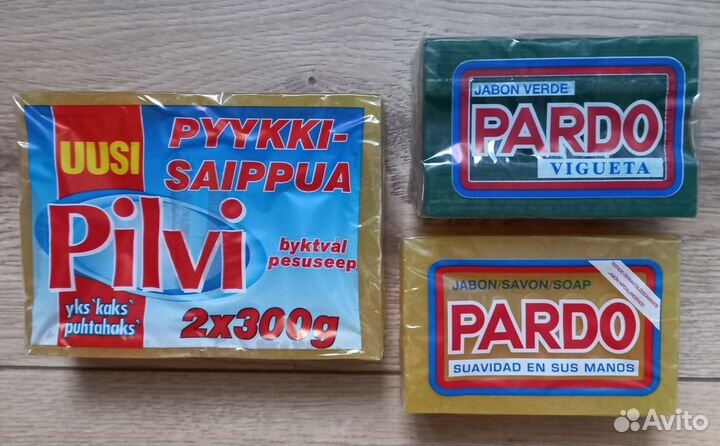 UUSI
PYYKKI-
SAIPPUA
Pilvi
byktvål
pesuseep
yks`kaks`
puhtahaks`
2x300g
JABON VERDE
PARDO
VIGUETA
JABON/SAVON/SOAP
PARDO
SUAVIDAD EN SUS MANOS
Avito